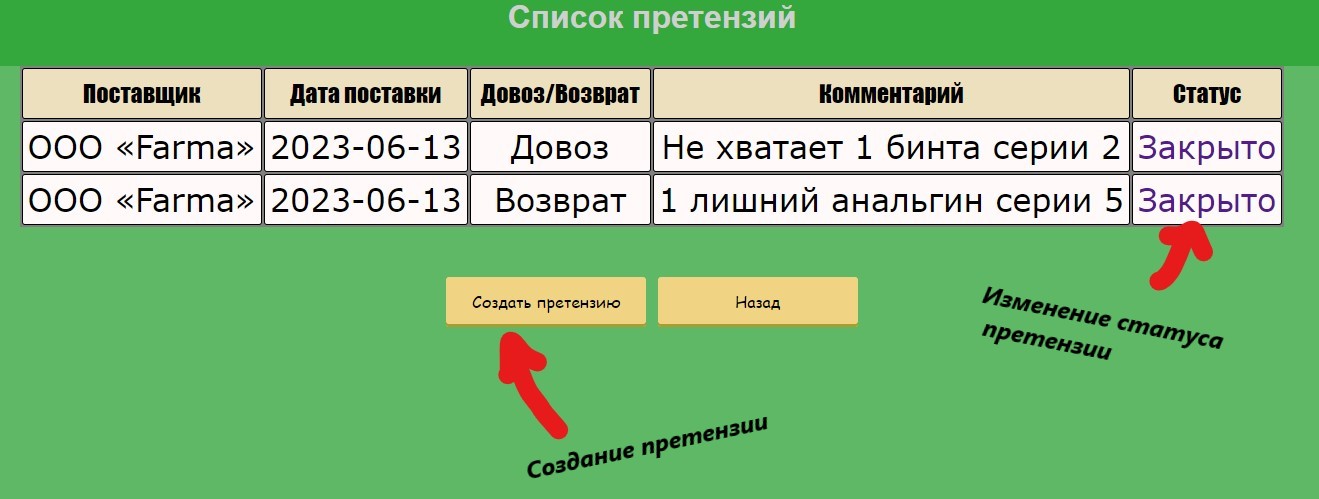 Список претензий
Поставщик Дата поставки Довоз/Возврат Комментарий Статус
ООО «Farma» 2023-06-13 Довоз Не хватает 1 бинта серии 2 Закрыто
ООО «Farma» 2023-06-13 Возврат 1 лишний анальгин серии 5 Закрыто
Создать претензию Назад
Изменение статуса
претензии
Создание претензии